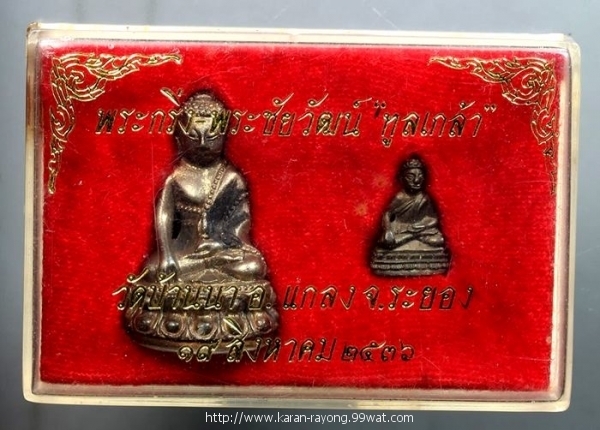 พระกริ่ง-พระชัยวัฒน์ "ทูลเกล้า"
วัดบ้านนา อ. แกลง จ.ระยอง
๑๙ สิงหาคม ๒๕๓๖
http://www.karan-rayong.99wat.com